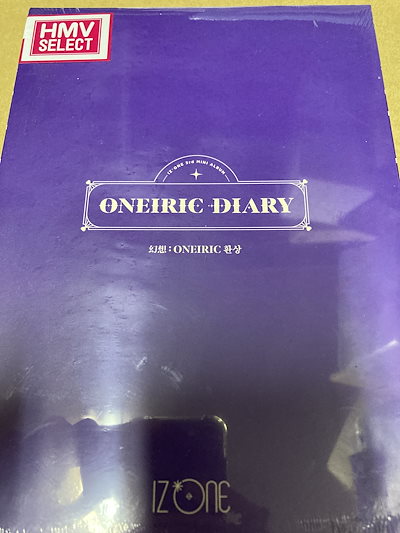 HMV
SELECT
IZ*ONE 3rd MINI ALBUM
ONEIRIC DIARY
幻想 : ONEIRIC 환상
IZ*ONE